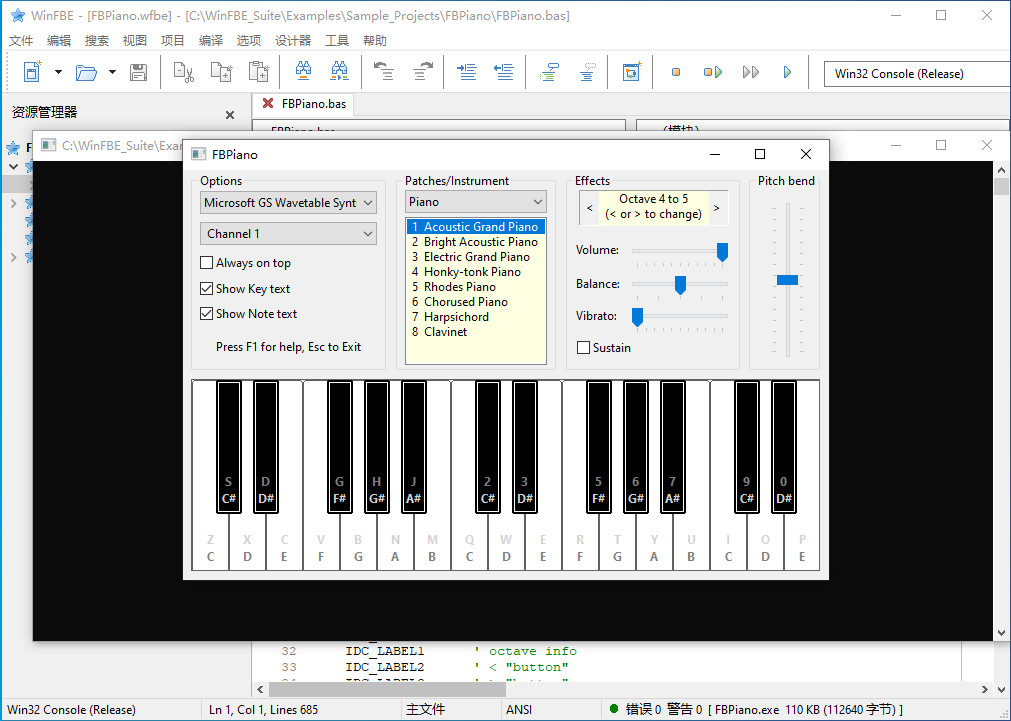 WinFBE - [FBPiano.wfbe] - [C:\WinFBE_Suite\Examples\Sample_Projects\FBPiano\FBPiano.bas]
文件 编辑 搜索 视图 项目 编译 选项 设计器 工具 帮助
Win32 Console (Release)
资源管理器
FBPiano.bas
C:\WinFBE_Suite\Exa
FBPiano
Options
Microsoft GS Wavetable Synt
Channel 1
Always on top
Show Key text
Show Note text
Press F1 for help, Esc to Exit
Patches/Instrument
Piano
1 Acoustic Grand Piano
2 Bright Acoustic Piano
3 Electric Grand Piano
4 Honky-tonk Piano
5 Rhodes Piano
6 Chorused Piano
7 Harpsichord
8 Clavinet
Effects
< Octave 4 to 5 >
(< or > to change)
Volume:
Balance:
Vibrato:
Sustain
Pitch bend
S D G H J 2 3 5 6 7 9 0
C# D# F# G# A# C# D# F# G# A# C# D#
Z X C V B N M Q W E R T Y U I O P
C D E F G A B C D E F G A B C D E
32 IDC_LABEL1 ' octave info
33 IDC_LABEL2 ' < "button"
Win32 Console (Release) Ln 1, Col 1, Lines 685 主文件 ANSI 错误 0 警告 0 [ FBPiano.exe 110 KB (112640 字节) ]